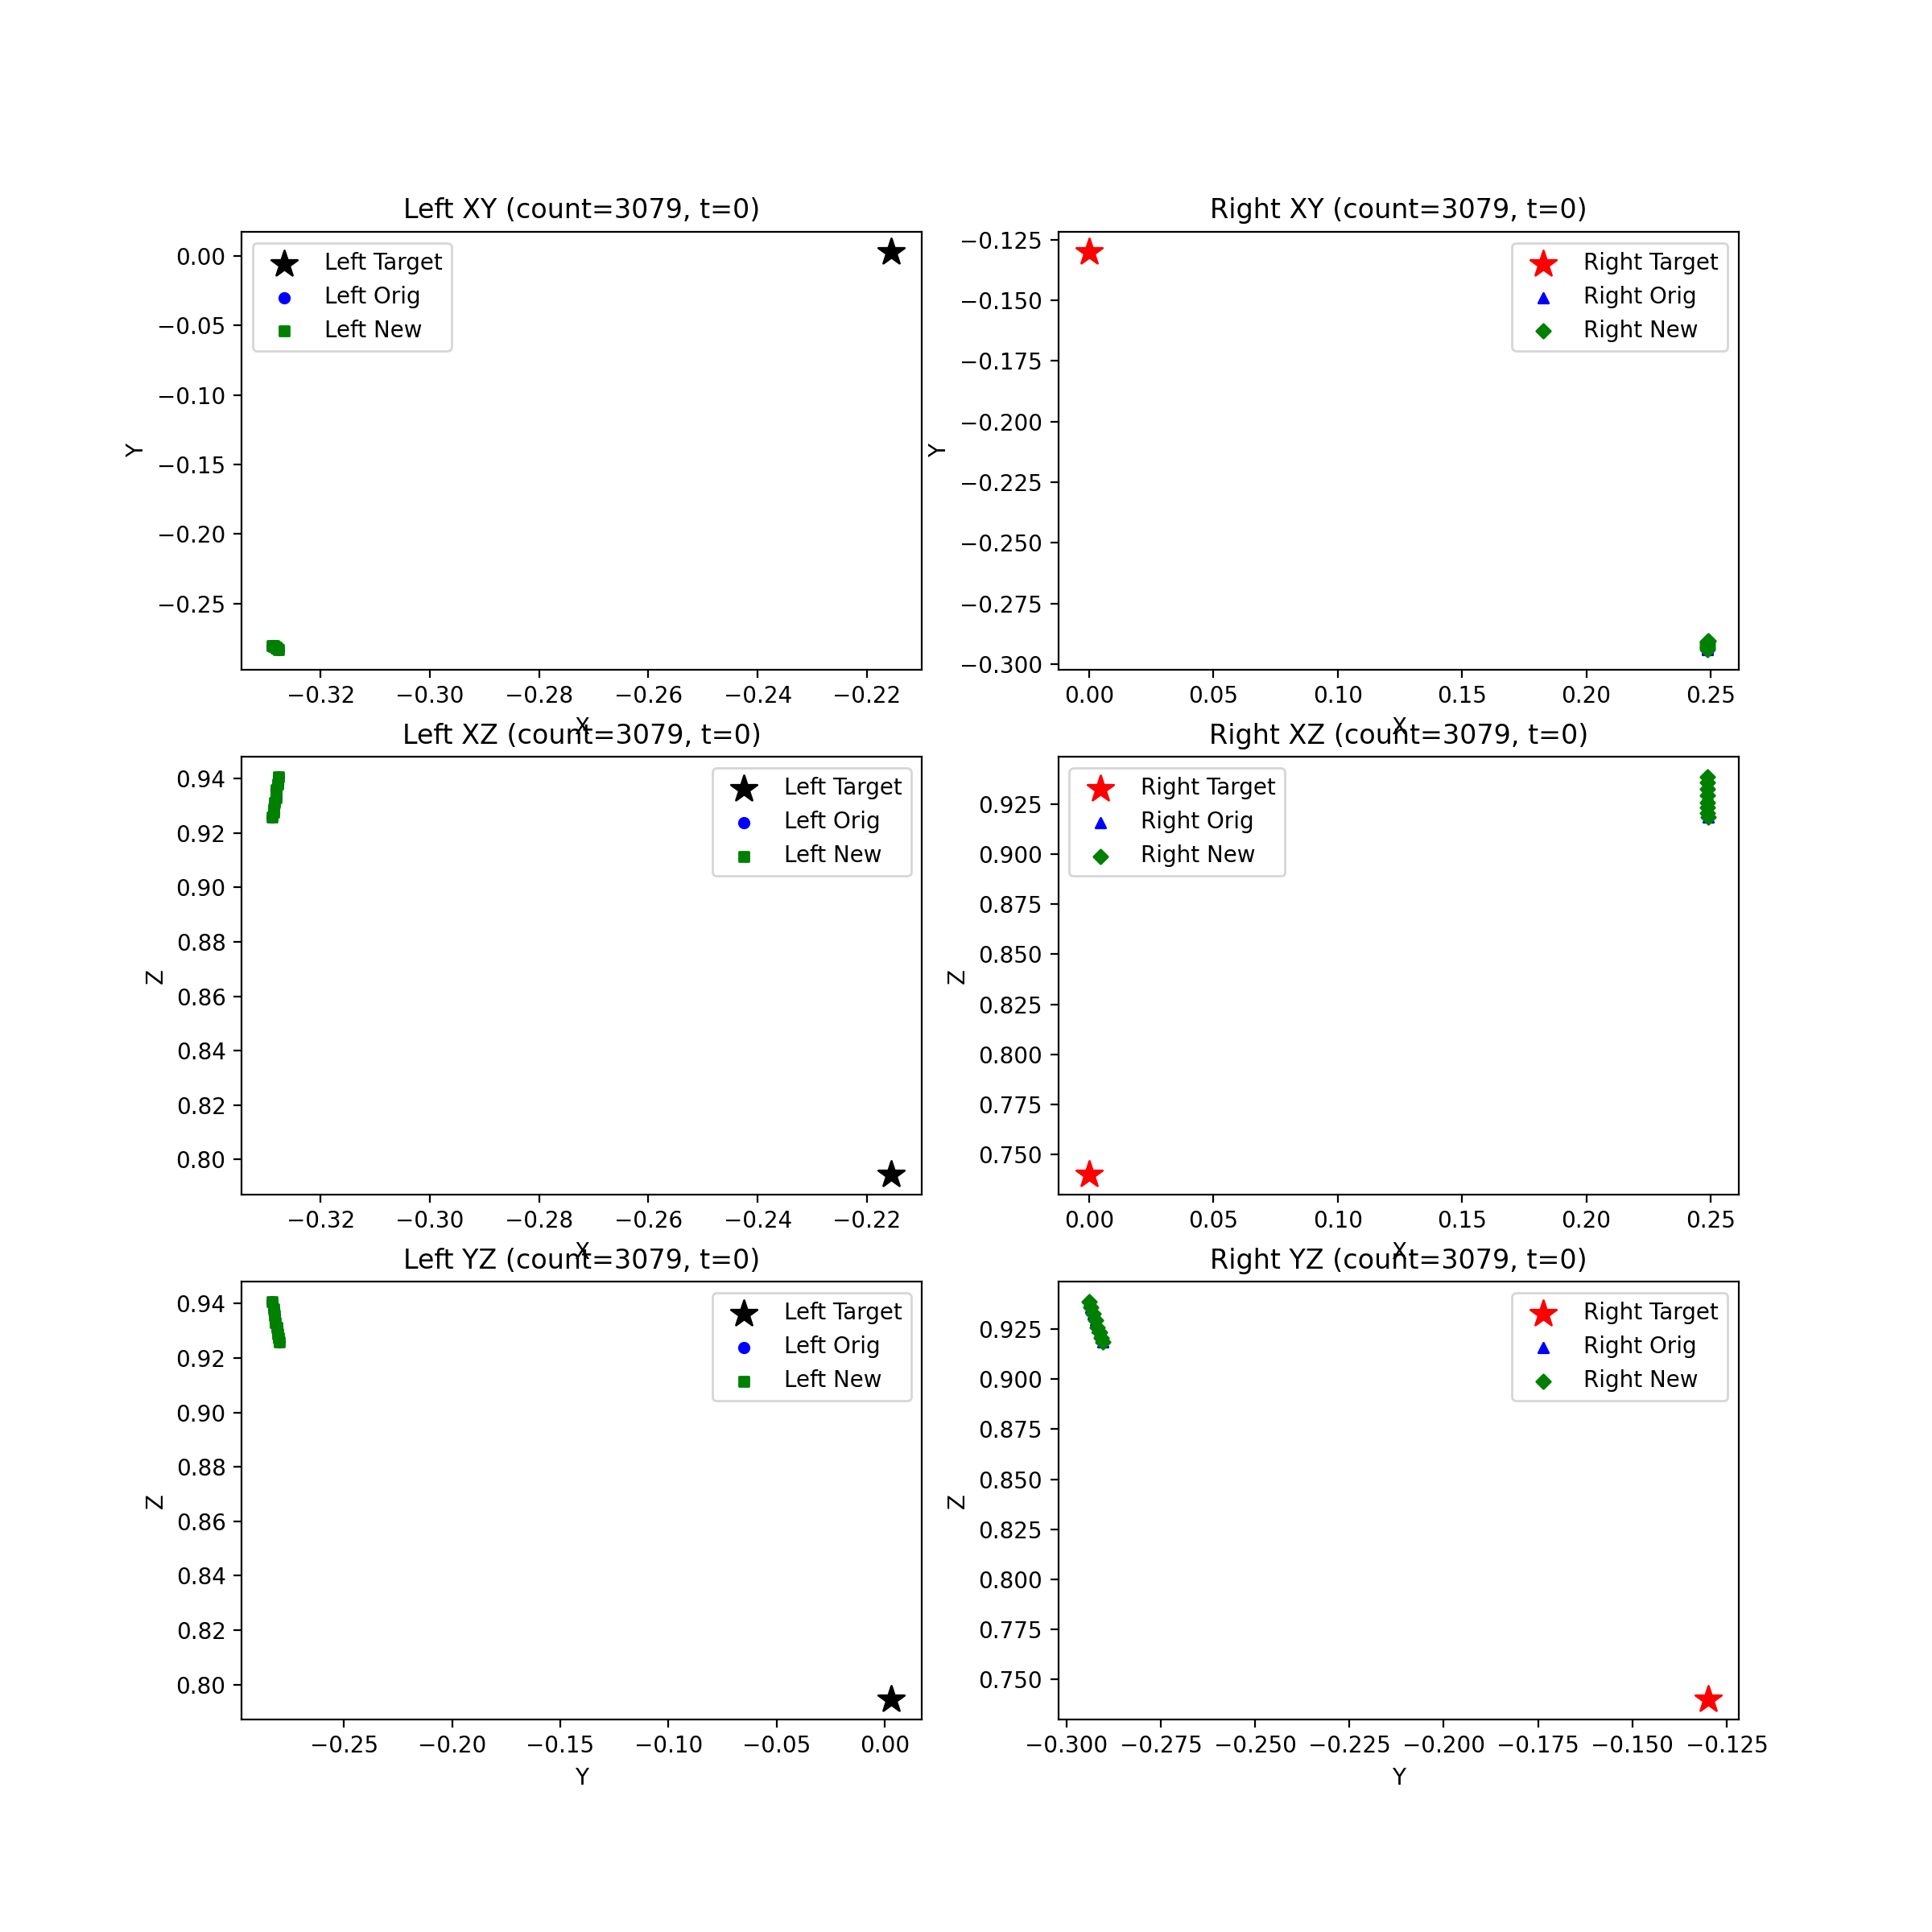 Left XY (count=3079, t=0)
0.00
−0.05
−0.10
−0.15
−0.20
−0.25
Y
Left Target
Left Orig
Left New
−0.32 −0.30 −0.28 −0.26 −0.24 −0.22
X
Right XY (count=3079, t=0)
−0.125
−0.150
−0.175
−0.200
−0.225
−0.250
−0.275
−0.300
Y
Right Target
Right Orig
Right New
0.00 0.05 0.10 0.15 0.20 0.25
X
Left XZ (count=3079, t=0)
0.94
0.92
0.90
0.88
0.86
0.84
0.82
0.80
Z
Left Target
Left Orig
Left New
−0.32 −0.30 −0.28 −0.26 −0.24 −0.22
X
Right XZ (count=3079, t=0)
0.925
0.900
0.875
0.850
0.825
0.800
0.775
0.750
Z
Right Target
Right Orig
Right New
0.00 0.05 0.10 0.15 0.20 0.25
X
Left YZ (count=3079, t=0)
0.94
0.92
0.90
0.88
0.86
0.84
0.82
0.80
Z
Left Target
Left Orig
Left New
−0.25 −0.20 −0.15 −0.10 −0.05 0.00
Y
Right YZ (count=3079, t=0)
0.925
0.900
0.875
0.850
0.825
0.800
0.775
0.750
Z
Right Target
Right Orig
Right New
−0.300 −0.275 −0.250 −0.225 −0.200 −0.175 −0.150 −0.125
Y